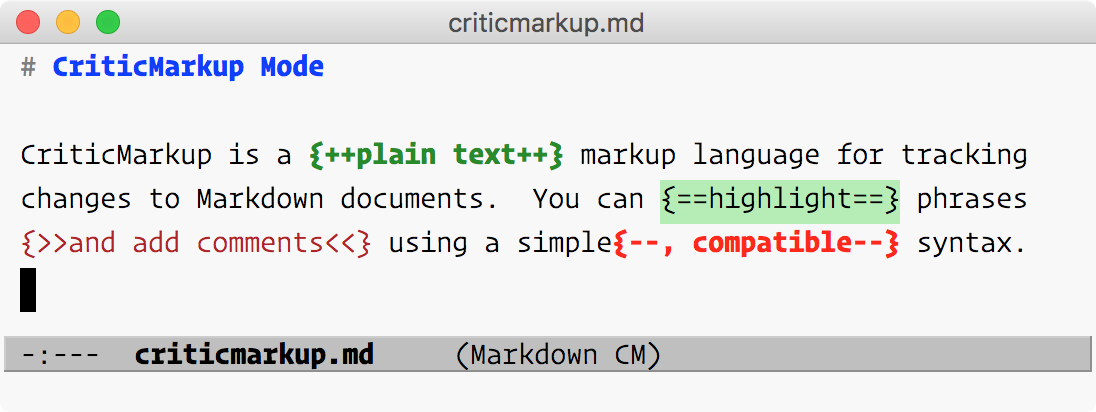 criticmarkup.md
# CriticMarkup Mode
CriticMarkup is a {++plain text++} markup language for tracking
changes to Markdown documents.  You can {==highlight==} phrases
{>>and add comments<<} using a simple{--, compatible--} syntax.
-:---  criticmarkup.md     (Markdown CM)